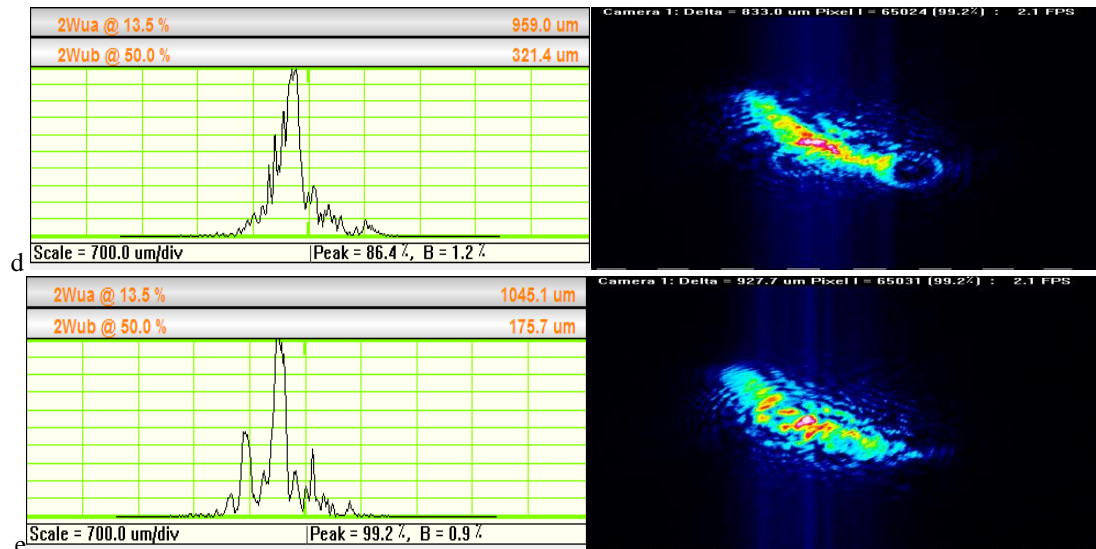 2Wua @ 13.5 % 959.0 um
2Wub @ 50.0 % 321.4 um
Camera 1: Delta = 833.0 um Pixel I = 65024 (99.2%) : 2.1 FPS
d
Scale = 700.0 um/div Peak = 86.4 %, B = 1.2 %
2Wua @ 13.5 % 1045.1 um
2Wub @ 50.0 % 175.7 um
Camera 1: Delta = 927.7 um Pixel I = 65031 (99.2%) : 2.1 FPS
e
Scale = 700.0 um/div Peak = 99.2 %, B = 0.9 %